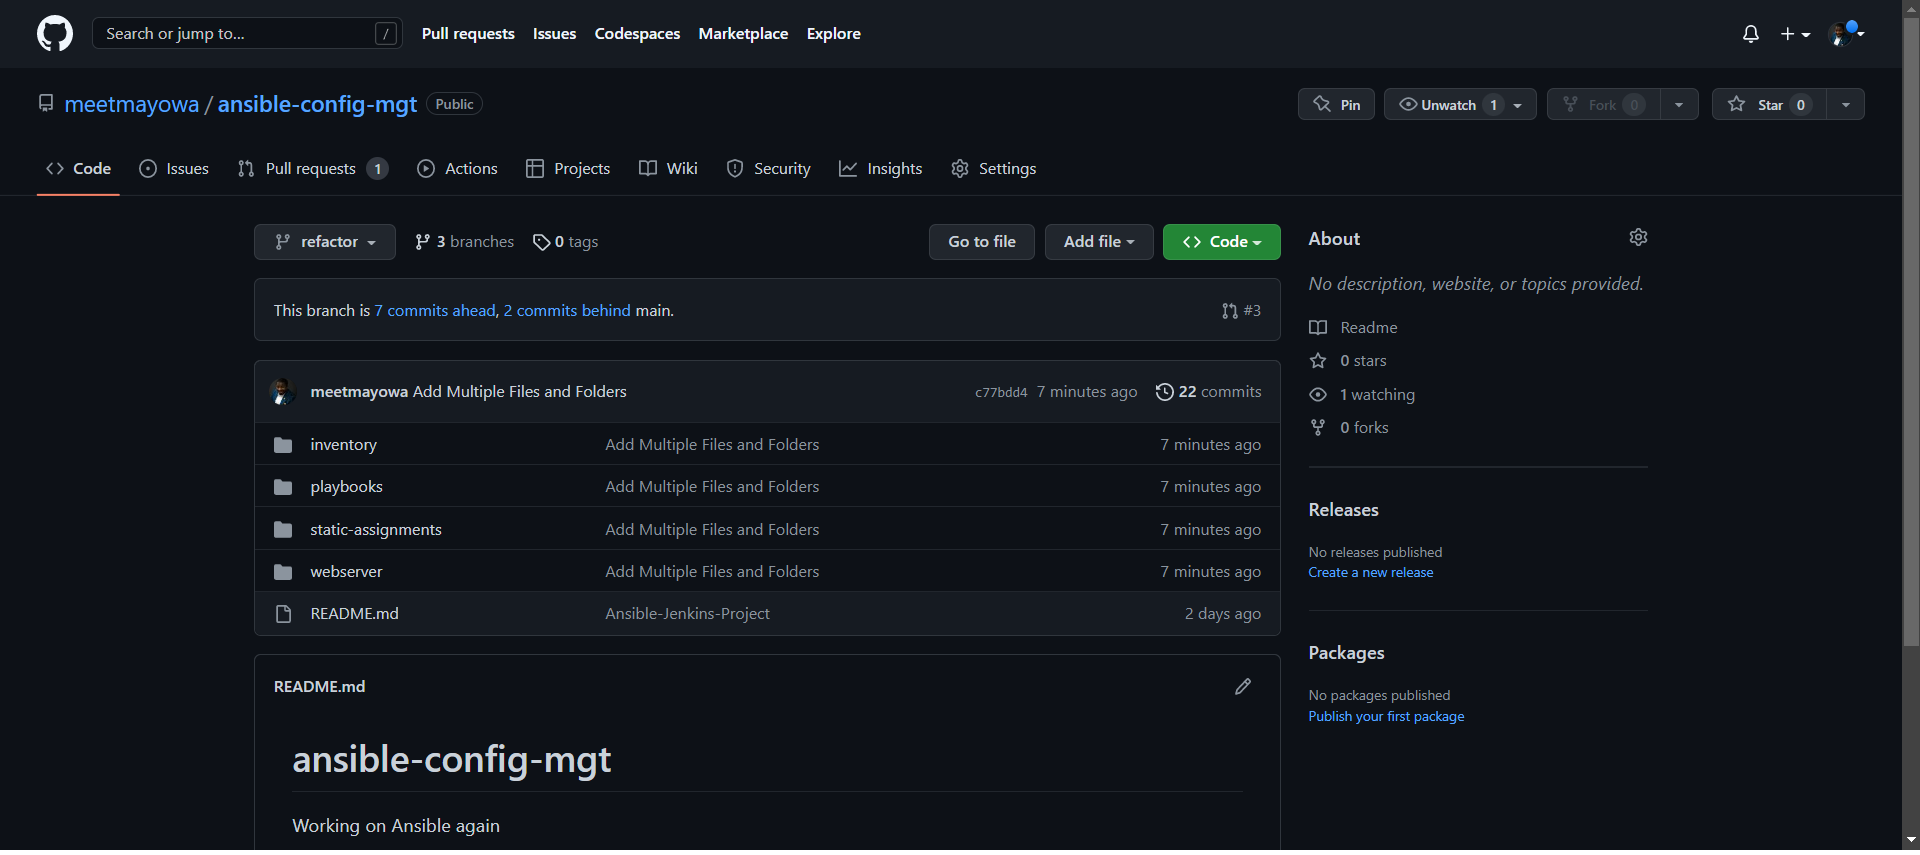 Search or jump to... / Pull requests Issues Codespaces Marketplace Explore
meetmayowa / ansible-config-mgt Public Pin Unwatch 1 Fork 0 Star 0
Code Issues Pull requests 1 Actions Projects Wiki Security Insights Settings
refactor 3 branches 0 tags Go to file Add file Code
This branch is 7 commits ahead, 2 commits behind main. #3
meetmayowa Add Multiple Files and Folders c77bdd4 7 minutes ago 22 commits
inventory Add Multiple Files and Folders 7 minutes ago
playbooks Add Multiple Files and Folders 7 minutes ago
static-assignments Add Multiple Files and Folders 7 minutes ago
webserver Add Multiple Files and Folders 7 minutes ago
README.md Ansible-Jenkins-Project 2 days ago
README.md
ansible-config-mgt
Working on Ansible again
About
No description, website, or topics provided.
Readme
0 stars
1 watching
0 forks
Releases
No releases published
Create a new release
Packages
No packages published
Publish your first package